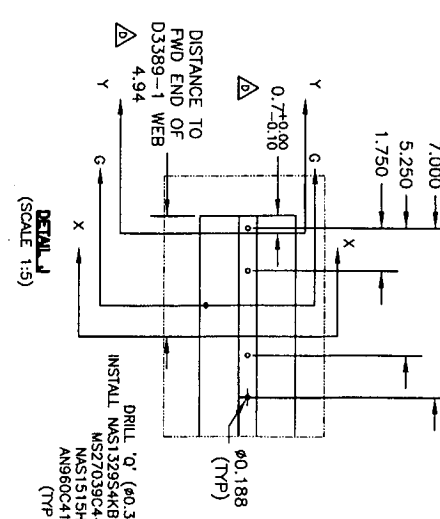 7.000
5.250
1.750
0.7+0.00
-0.10
D
Y
Y
DISTANCE TO
FWD END OF
D3389-1 WEB
4.94
D
G
G
X
X
DETAIL J
(SCALE 1:5)
Ø0.188
(TYP)
DRILL 'Q' (Ø0.3
INSTALL NAS1329S4KB
MS27039C4-
NAS1515H
AN960C41
(TYP